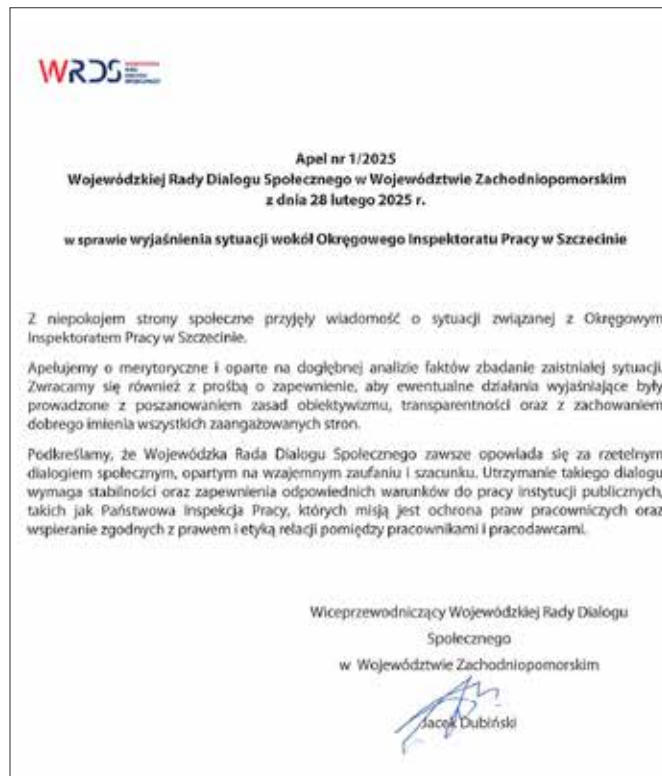 WRDS
Apel nr 1/2025
Wojewódzkiej Rady Dialogu Społecznego w Województwie Zachodniopomorskim
z dnia 28 lutego 2025 r.
w sprawie wyjaśnienia sytuacji wokół Okręgowego Inspektoratu Pracy w Szczecinie
Z niepokojem strony społeczne przyjęły wiadomość o sytuacji związanej z Okręgowym
Inspektoratem Pracy w Szczecinie.
Apelujemy o merytoryczne i oparte na dogłębnej analizie faktów zbadanie zaistniałej sytuacji.
Zwracamy się również z prośbą o zapewnienie, aby ewentualne działania wyjaśniające były
prowadzone z poszanowaniem zasad obiektywizmu, transparentności oraz z zachowaniem
dobrego imienia wszystkich zaangażowanych stron.
Podkreślamy, że Wojewódzka Rada Dialogu Społecznego zawsze opowiada się za rzetelnym
dialogiem społecznym, opartym na wzajemnym zaufaniu i szacunku. Utrzymanie takiego dialogu
wymaga stabilności oraz zapewnienia odpowiednich warunków do pracy instytucji publicznych,
takich jak Państwowa Inspekcja Pracy, których misją jest ochrona praw pracowniczych oraz
wspieranie zgodnych z prawem i etyką relacji pomiędzy pracownikami i pracodawcami.
Wiceprzewodniczący Wojewódzkiej Rady Dialogu
Społecznego
w Województwie Zachodniopomorskim
Jacek Dubiński